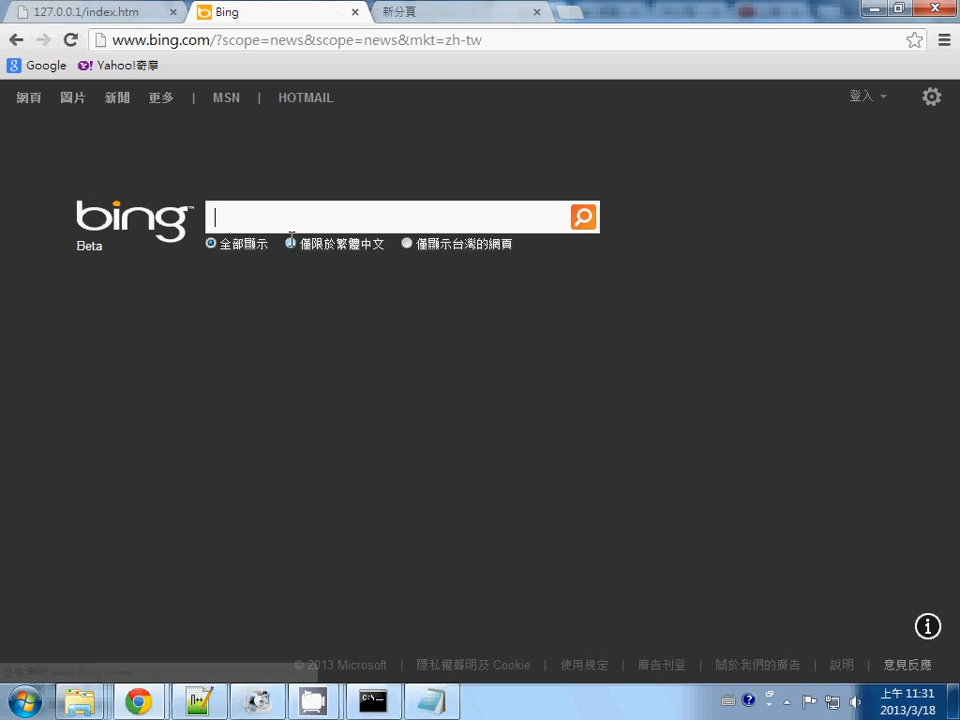 127.0.0.1/index.htm
Bing
新分頁
www.bing.com/?scope=news&scope=news&mkt=zh-tw
Google Yahoo!奇摩
網頁 圖片 新聞 更多 | MSN | HOTMAIL
登入
bing™
Beta
全部顯示 僅限於繁體中文 僅顯示台灣的網頁
© 2013 Microsoft | 隱私權聲明及 Cookie | 使用規定 | 廣告刊登 | 關於我們的廣告 | 說明 | 意見反應
上午 11:31
2013/3/18